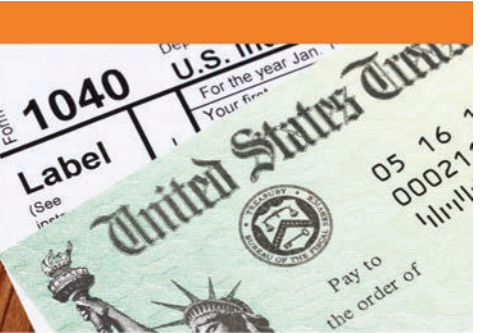 Form 1040
U.S. In
For the year Jan.
Your first
Label
(See
United States Treas
05 16 1
00021
TREASURY
BUREAU OF THE FISCAL
Pay to
the order of